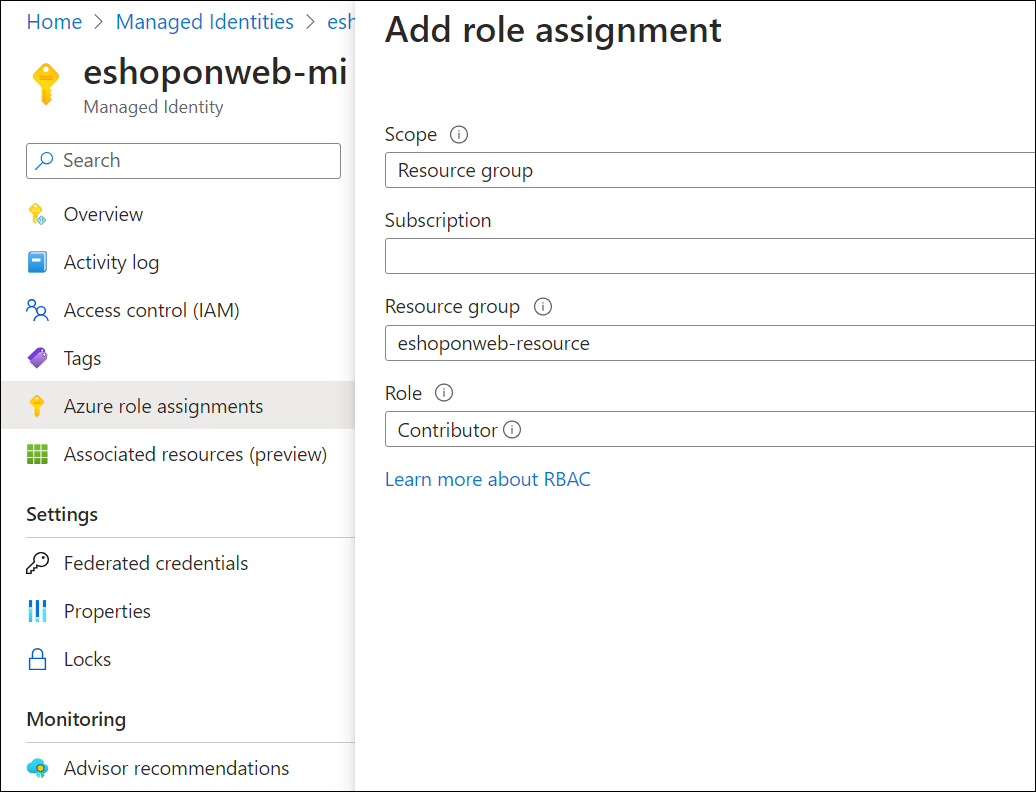 Home > Managed Identities > esh
eshoponweb-mi
Managed Identity
Search
Overview
Activity log
Access control (IAM)
Tags
Azure role assignments
Associated resources (preview)
Settings
Federated credentials
Properties
Locks
Monitoring
Advisor recommendations
Add role assignment
Scope
Resource group
Subscription
Resource group
eshoponweb-resource
Role
Contributor
Learn more about RBAC